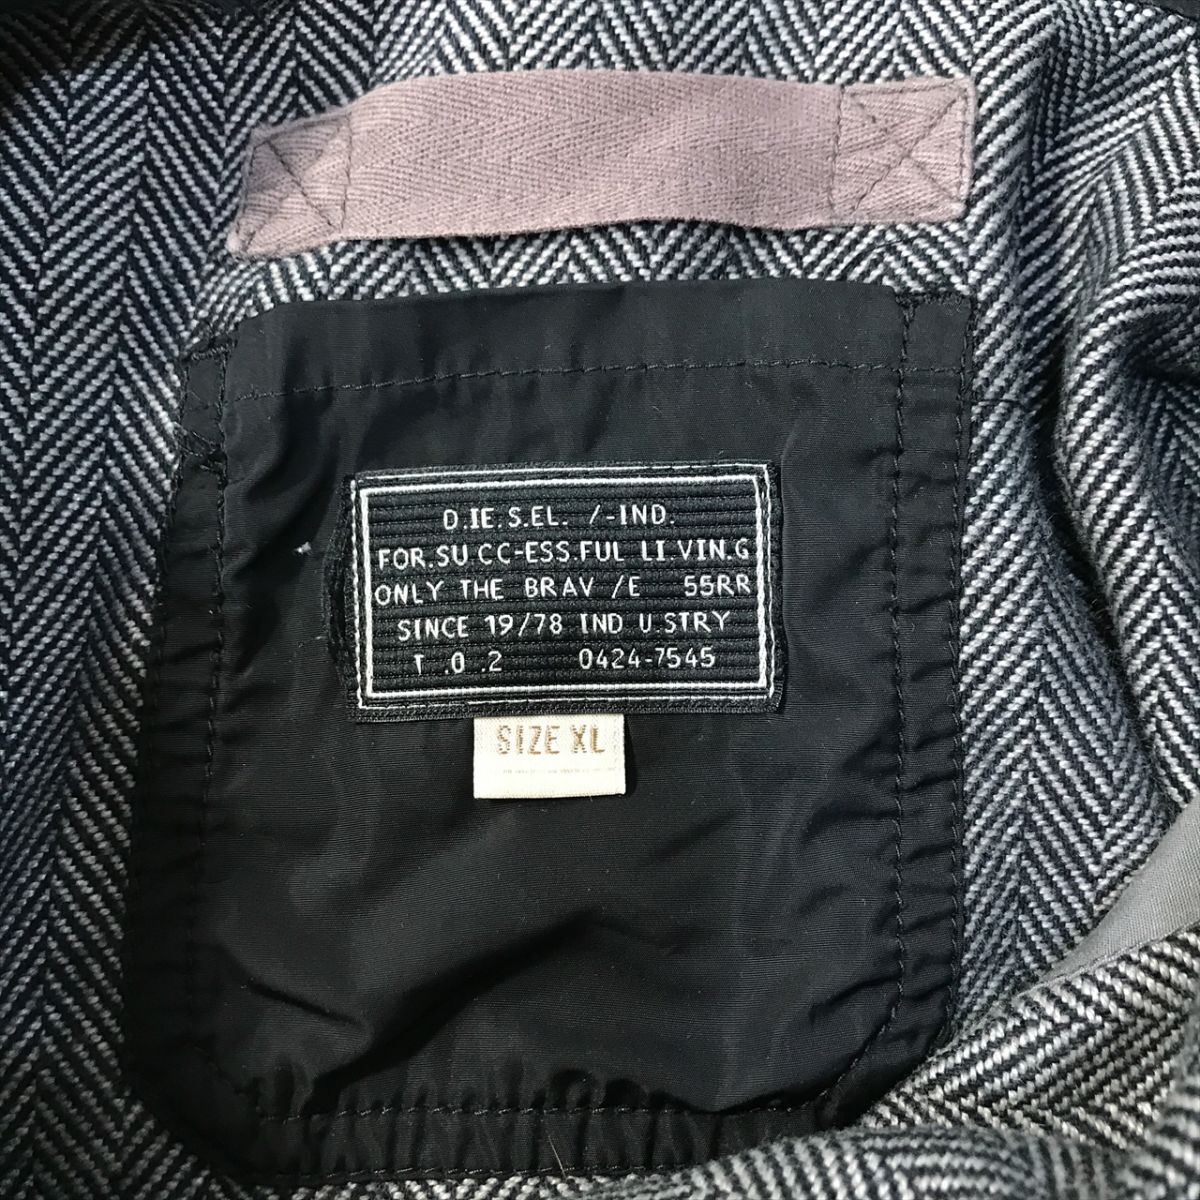 D.IE.S.EL. /-IND.
FOR.SU CC-ESS.FUL LI.VIN.G
ONLY THE BRAV /E 55RR
SINCE 19/78 IND U.STRY
T .0 .2 0424-7545
SIZE XL